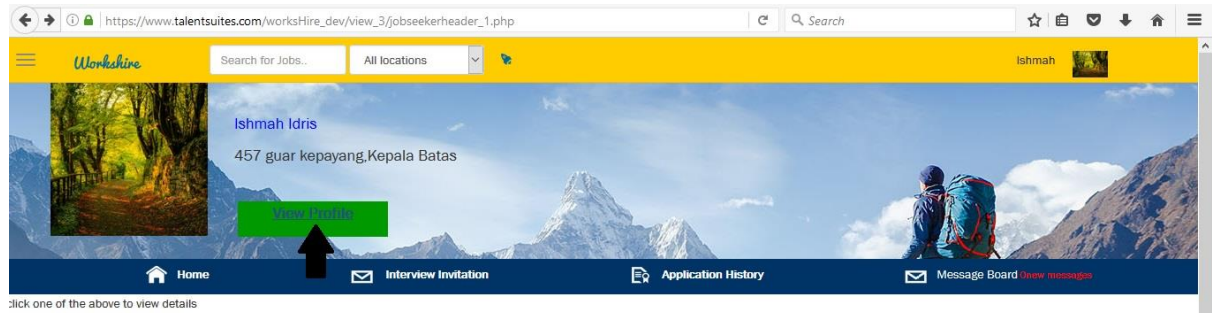 https://www.talentsuites.com/worksHire_dev/view_3/jobseekerheader_1.php
Search
Workshire
Search for Jobs..
All locations
Ishmah
Ishmah Idris
457 guar kepayang,Kepala Batas
View Profile
Home
Interview Invitation
Application History
Message Board 0new messages
click one of the above to view details